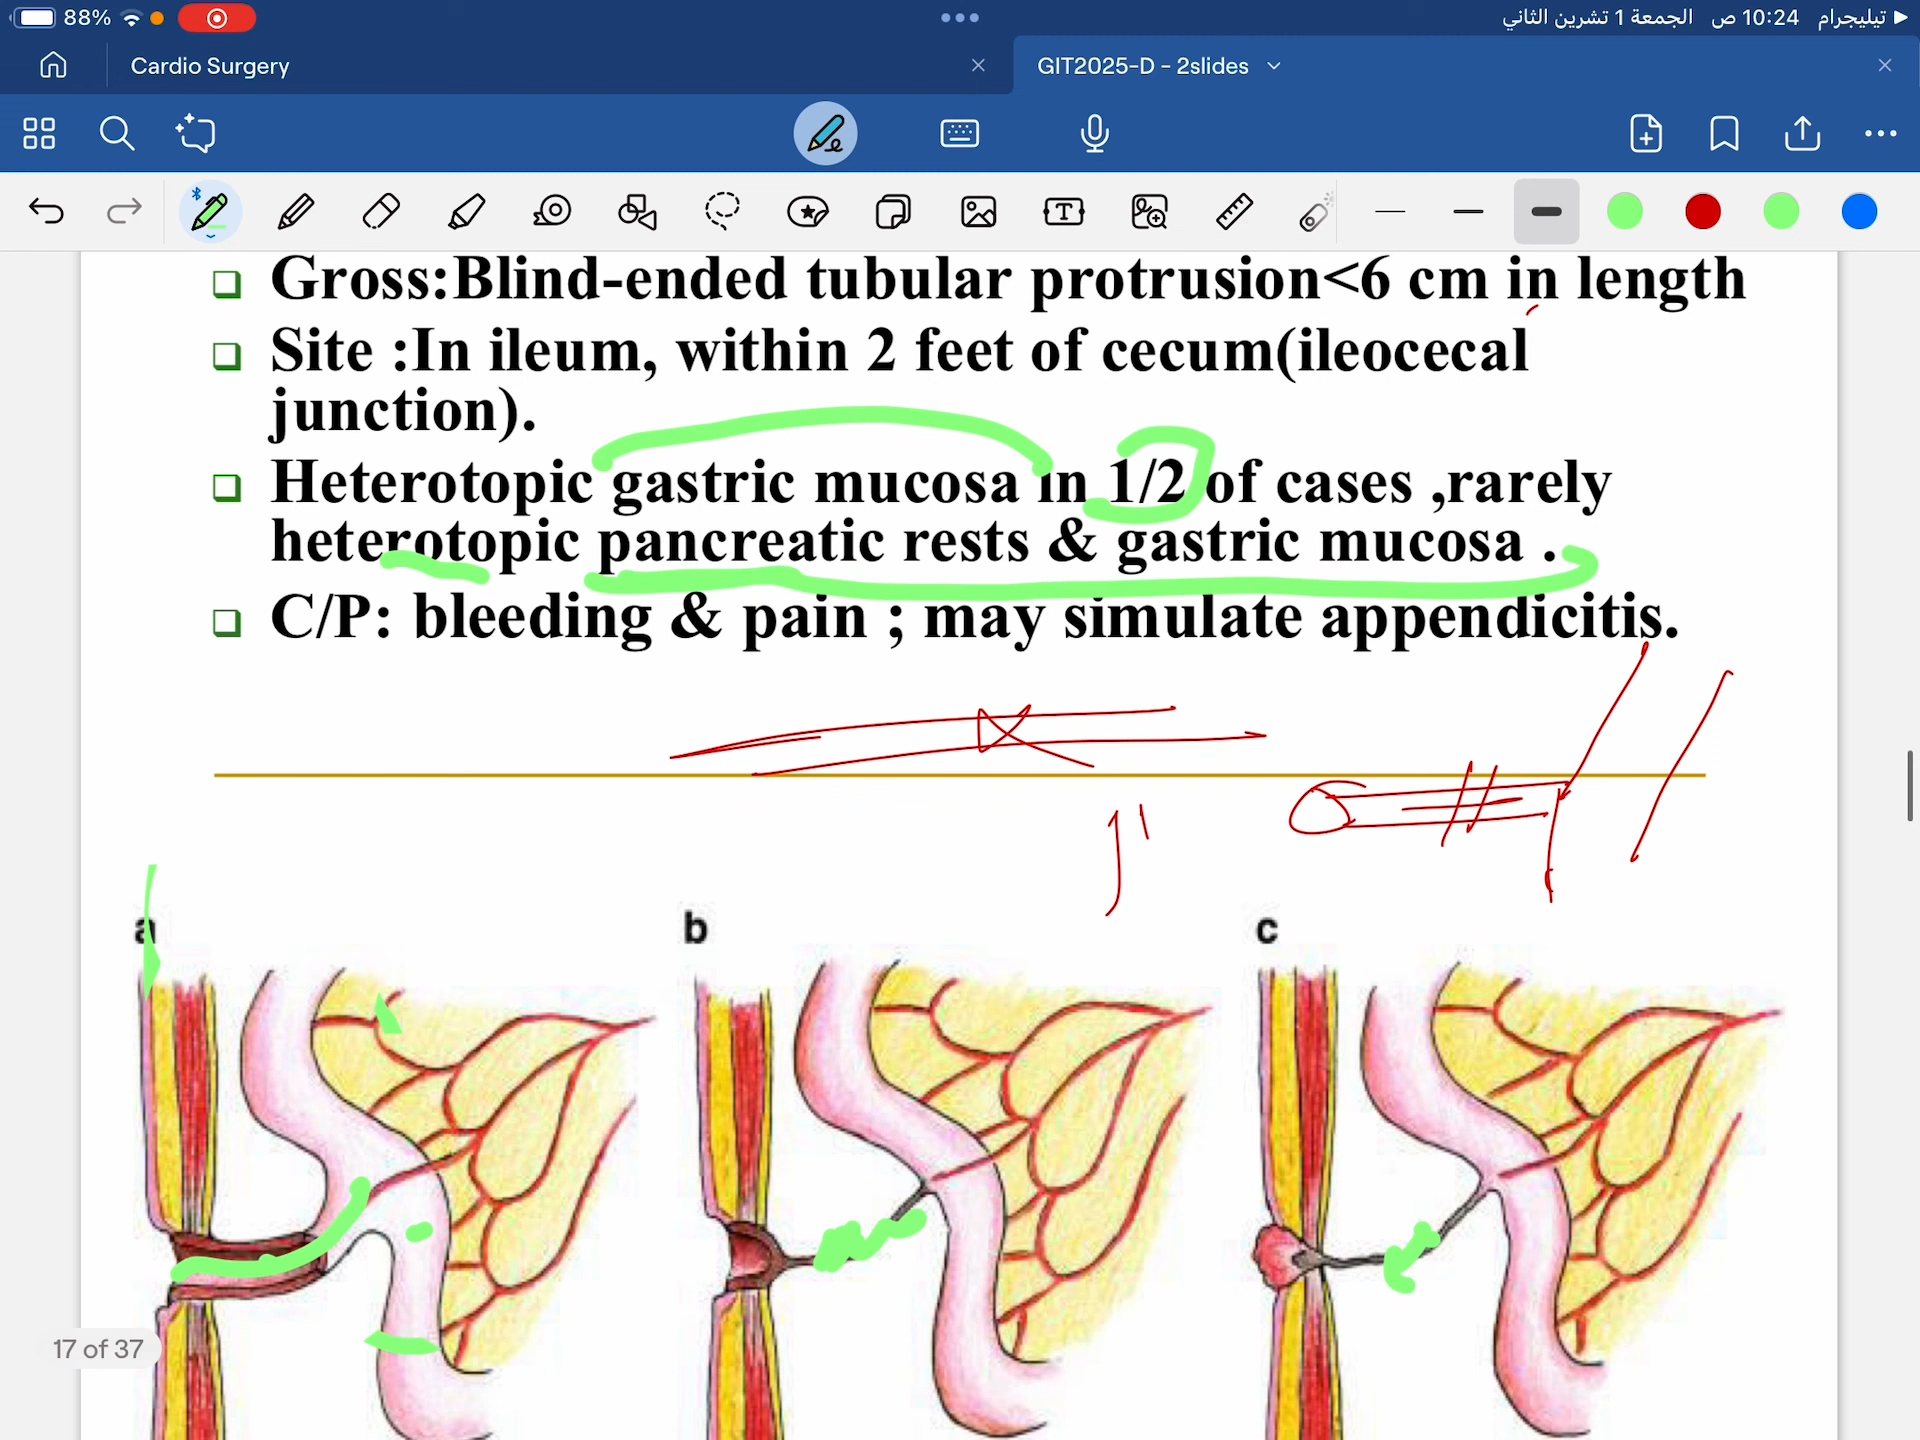 88%
▶ تيليجرام 10:24 ص الجمعة 1 تشرين الثاني
Cardio Surgery
GIT2025-D - 2slides
Gross:Blind-ended tubular protrusion<6 cm in length
Site :In ileum, within 2 feet of cecum(ileocecal
junction).
Heterotopic gastric mucosa in 1/2 of cases ,rarely
heterotopic pancreatic rests & gastric mucosa .
C/P: bleeding & pain ; may simulate appendicitis.
a
b
c
17 of 37